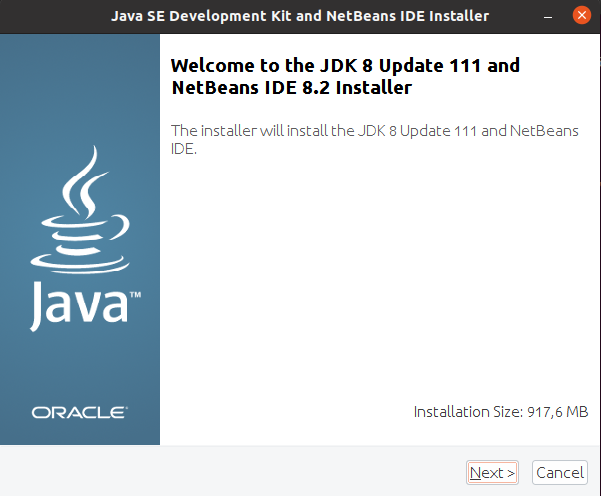 Java SE Development Kit and NetBeans IDE Installer
Welcome to the JDK 8 Update 111 and
NetBeans IDE 8.2 Installer
The installer will install the JDK 8 Update 111 and NetBeans
IDE.
Java™
ORACLE®
Installation Size: 917,6 MB
Next >
Cancel